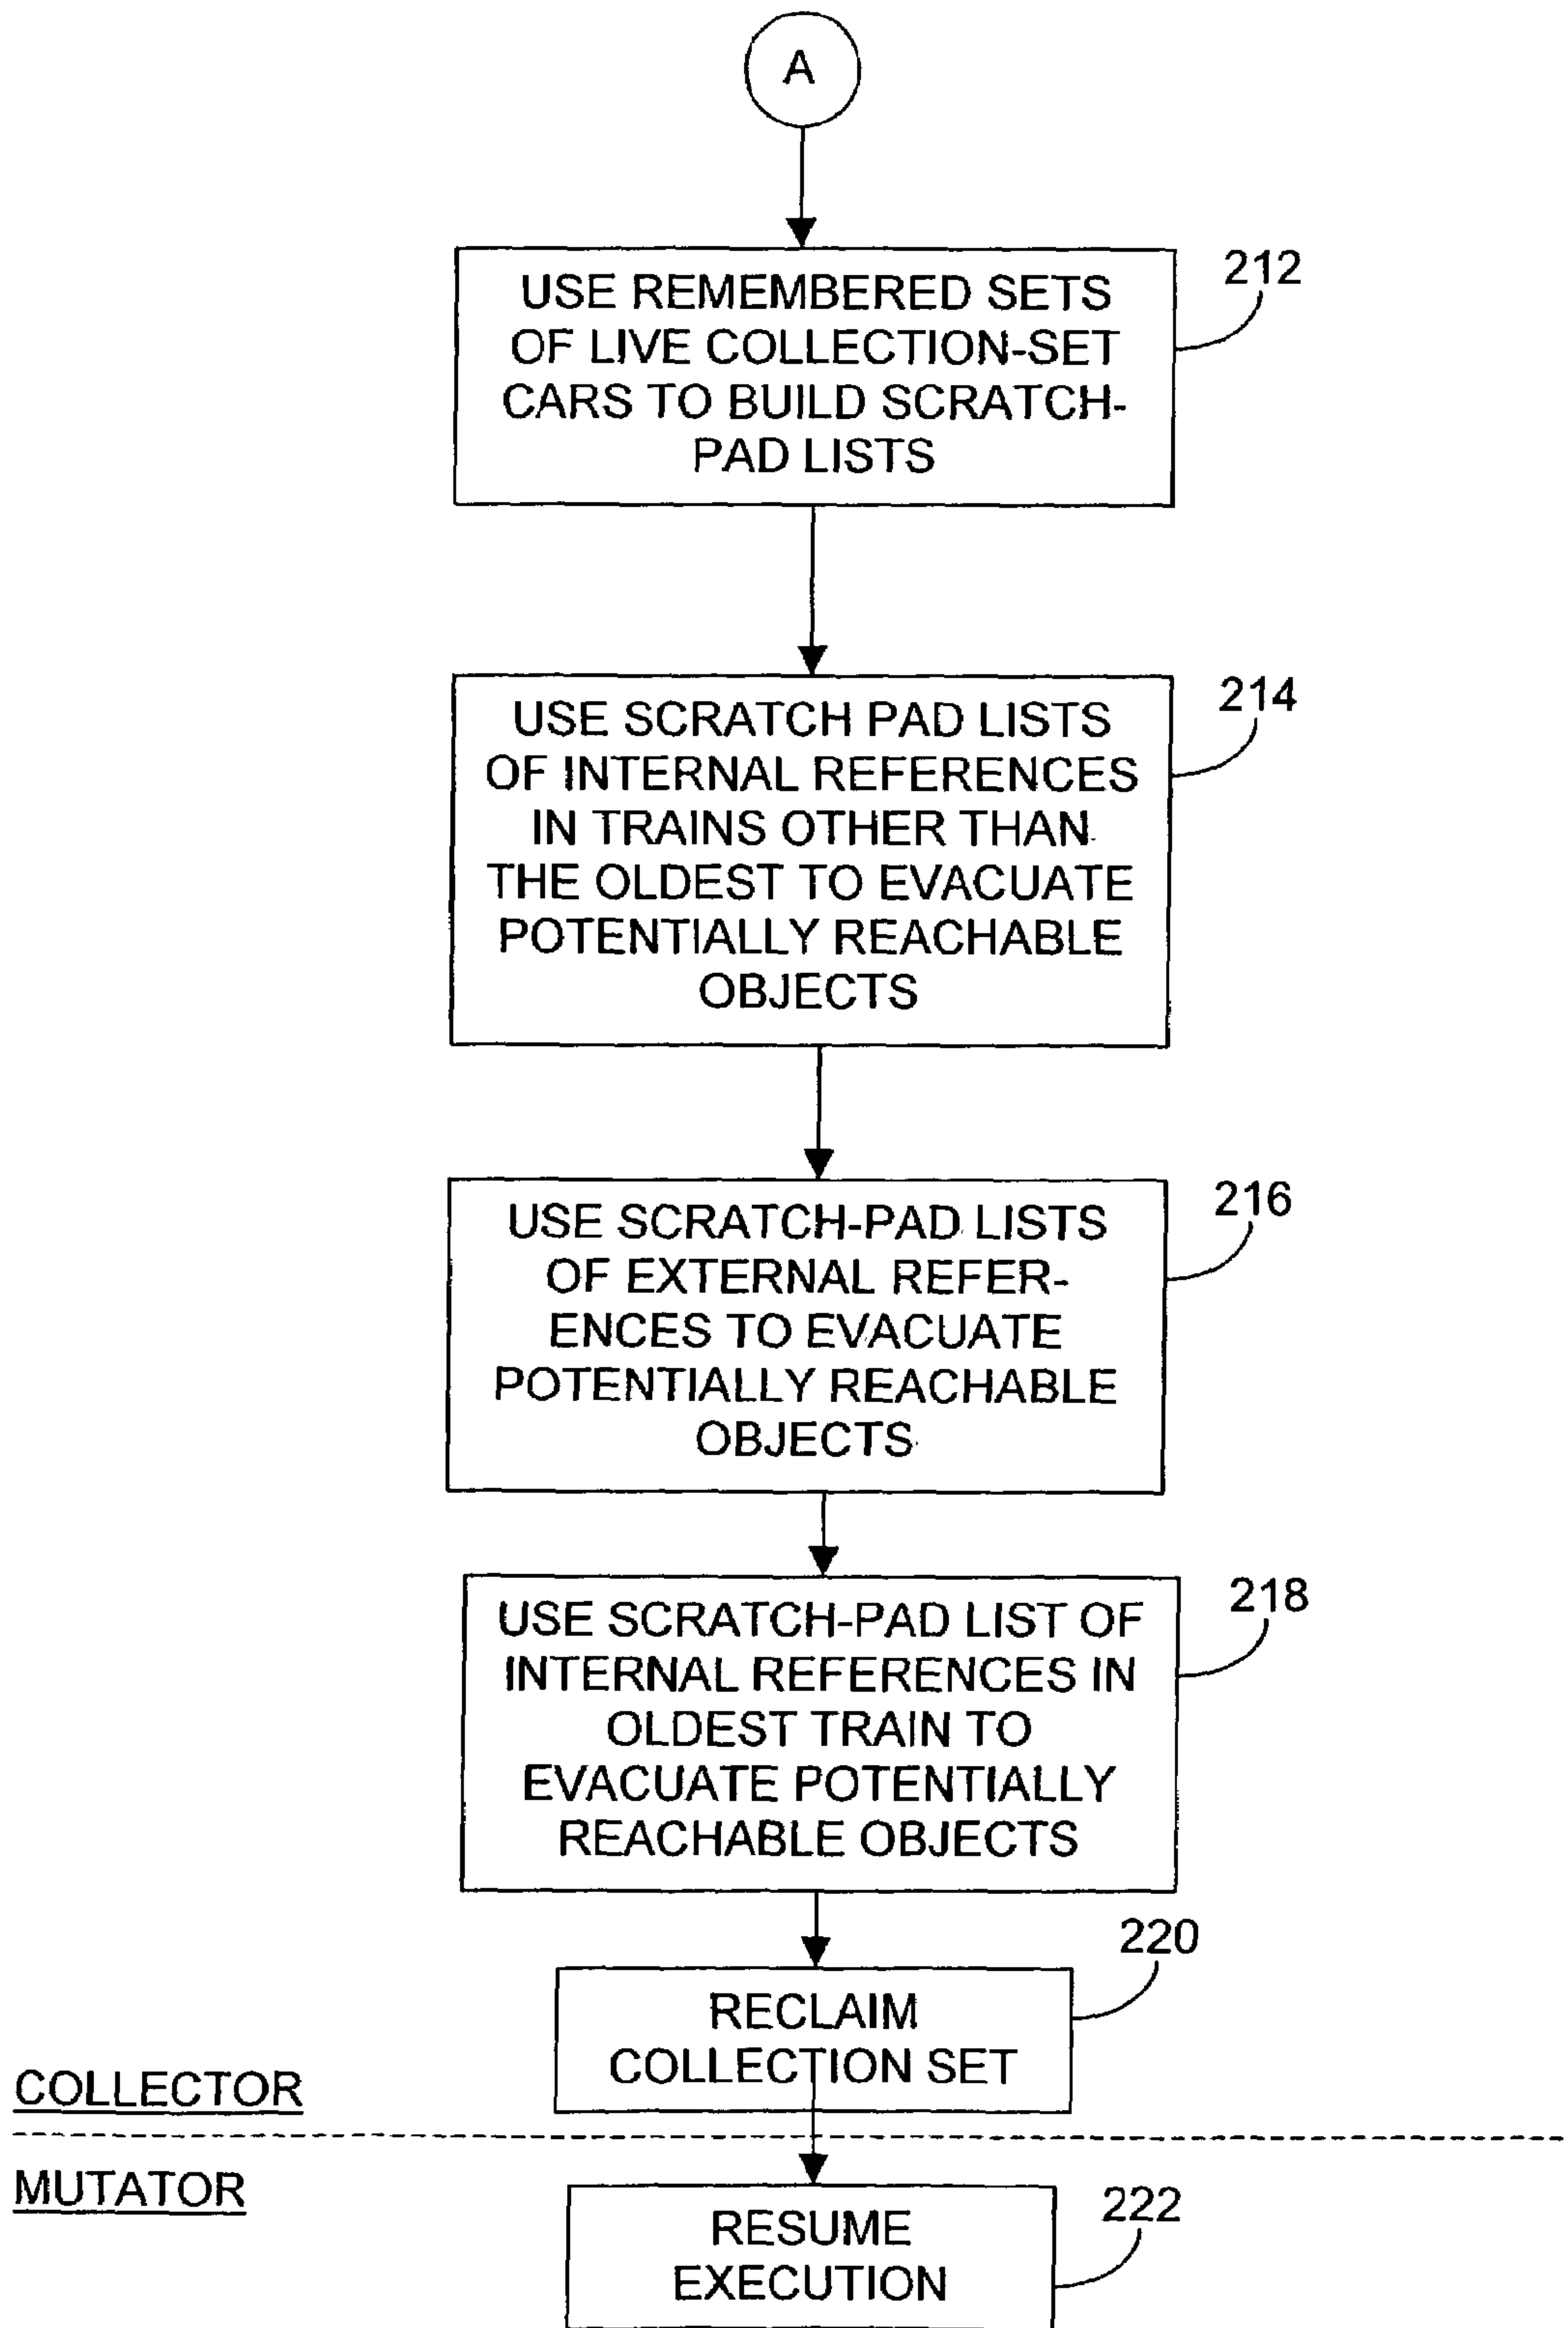 A
USE REMEMBERED SETS
OF LIVE COLLECTION-SET
CARS TO BUILD SCRATCH-
PAD LISTS
212
USE SCRATCH PAD LISTS
OF INTERNAL REFERENCES
IN TRAINS OTHER THAN
THE OLDEST TO EVACUATE
POTENTIALLY REACHABLE
OBJECTS
214
USE SCRATCH-PAD LISTS
OF EXTERNAL REFER-
ENCES TO EVACUATE
POTENTIALLY REACHABLE
OBJECTS
216
USE SCRATCH-PAD LIST OF
INTERNAL REFERENCES IN
OLDEST TRAIN TO
EVACUATE POTENTIALLY
REACHABLE OBJECTS
218
RECLAIM
COLLECTION SET
220
COLLECTOR
MUTATOR
RESUME
EXECUTION
222